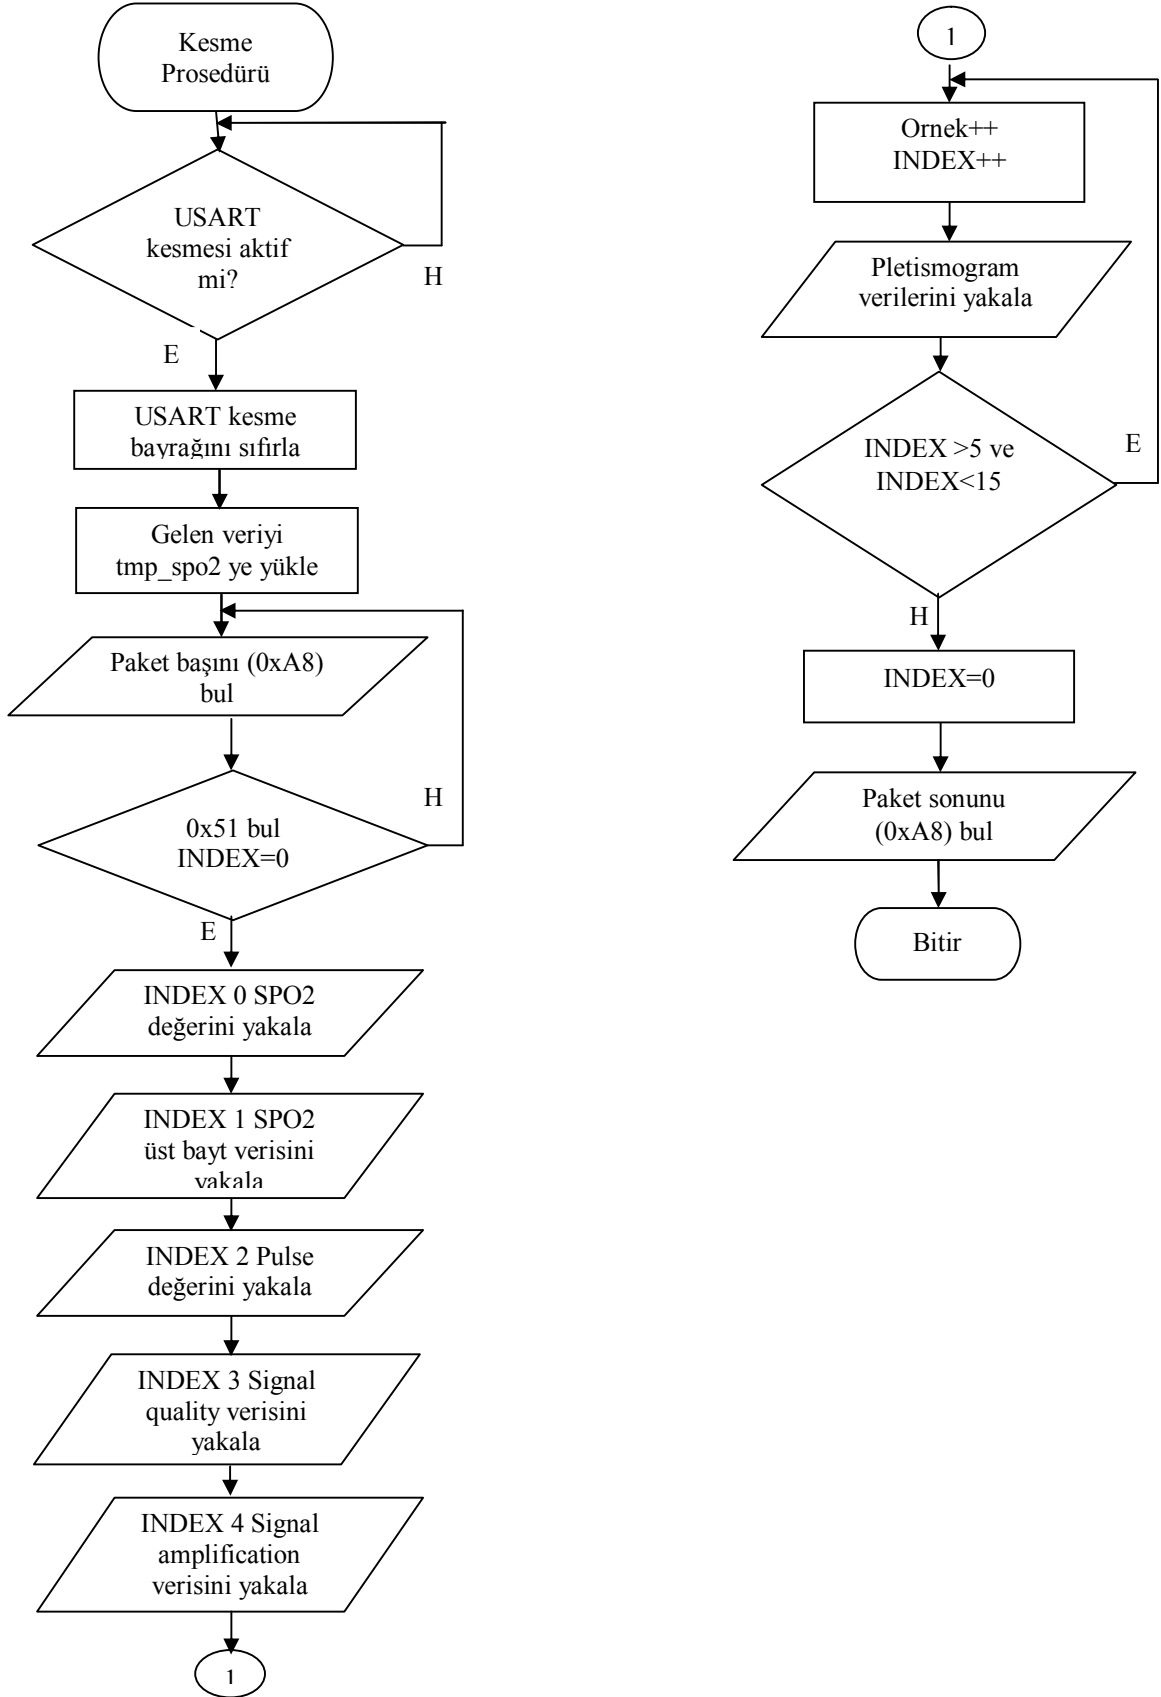 Kesme
Prosedürü
USART
kesmesi aktif
mi?
H
E
USART kesme
bayrağını sıfırla
Gelen veriyi
tmp_spo2 ye yükle
Paket başını (0xA8)
bul
H
0x51 bul
INDEX=0
E
INDEX 0 SPO2
değerini yakala
INDEX 1 SPO2
üst bayt verisini
yakala
INDEX 2 Pulse
değerini yakala
INDEX 3 Signal
quality verisini
yakala
INDEX 4 Signal
amplification
verisini yakala
1
1
Ornek++
INDEX++
Pletismogram
verilerini yakala
INDEX >5 ve
INDEX<15
E
H
INDEX=0
Paket sonunu
(0xA8) bul
Bitir